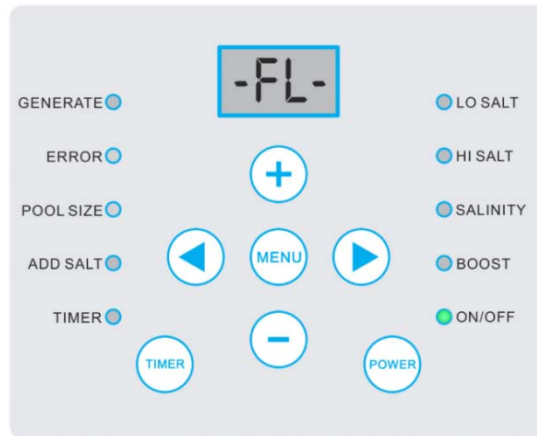 -FL-
GENERATE
LO SALT
ERROR
HI SALT
POOL SIZE
SALINITY
ADD SALT
MENU
BOOST
TIMER
ON/OFF
TIMER
POWER